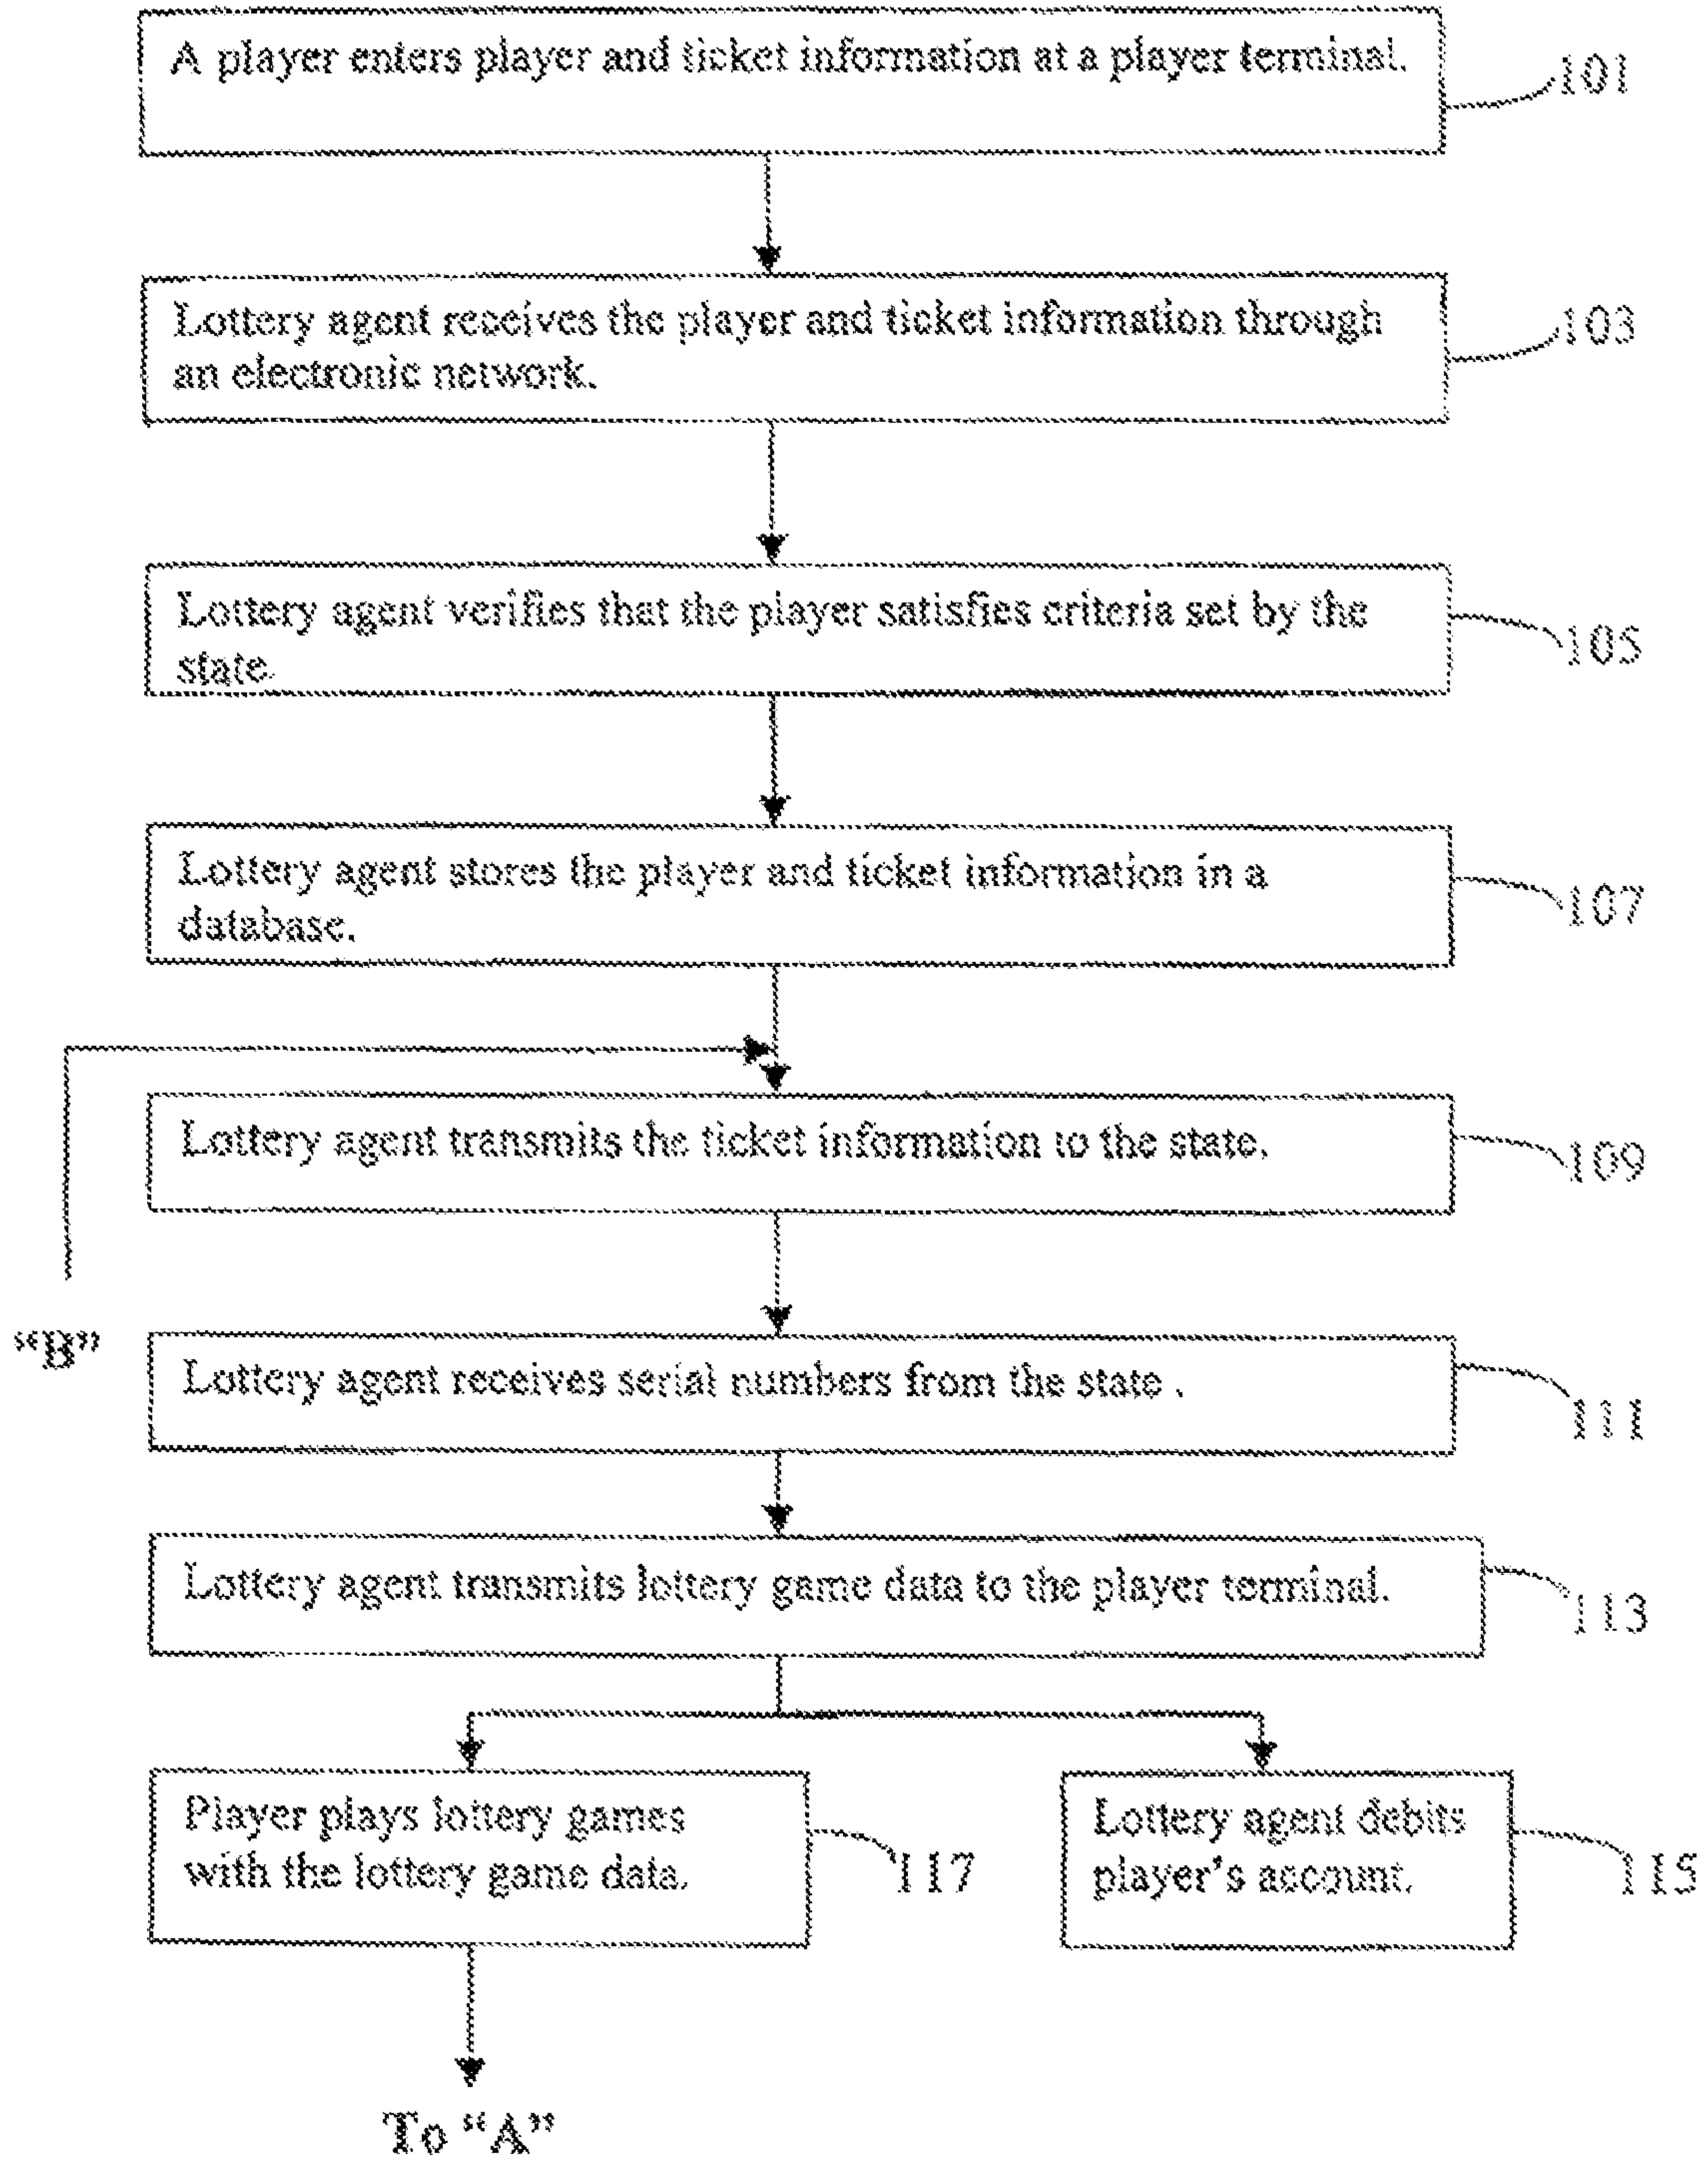 A player enters player and ticket information at a player terminal.
101
Lottery agent receives the player and ticket information through
an electronic network.
103
Lottery agent verifies that the player satisfies criteria set by the
state.
105
Lottery agent stores the player and ticket information in a
database.
107
Lottery agent transmits the ticket information to the state.
109
“B”
Lottery agent receives serial numbers from the state .
111
Lottery agent transmits lottery game data to the player terminal.
113
Player plays lottery games
with the lottery game data.
117
Lottery agent debits
player’s account.
115
To “A”